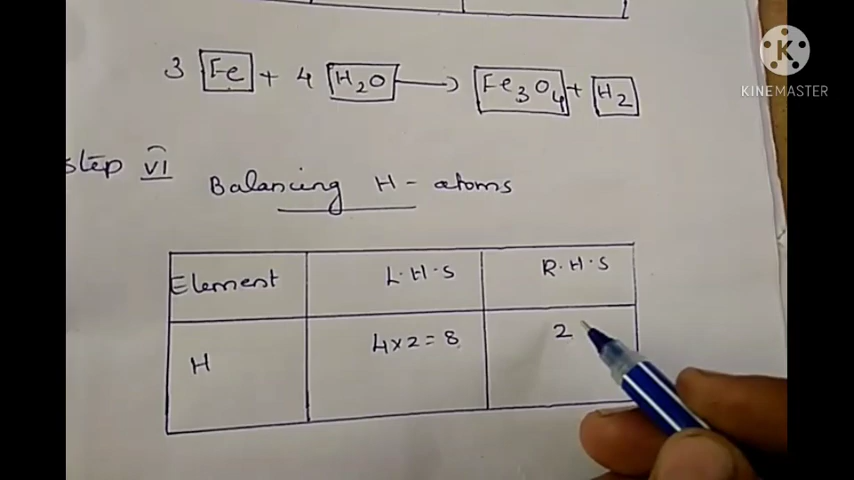 3 Fe + 4 H₂O → Fe₃O₄ + H₂
KINEMASTER
Step VI
Balancing H - atoms
Element L.H.S R.H.S
H 4×2=8 2